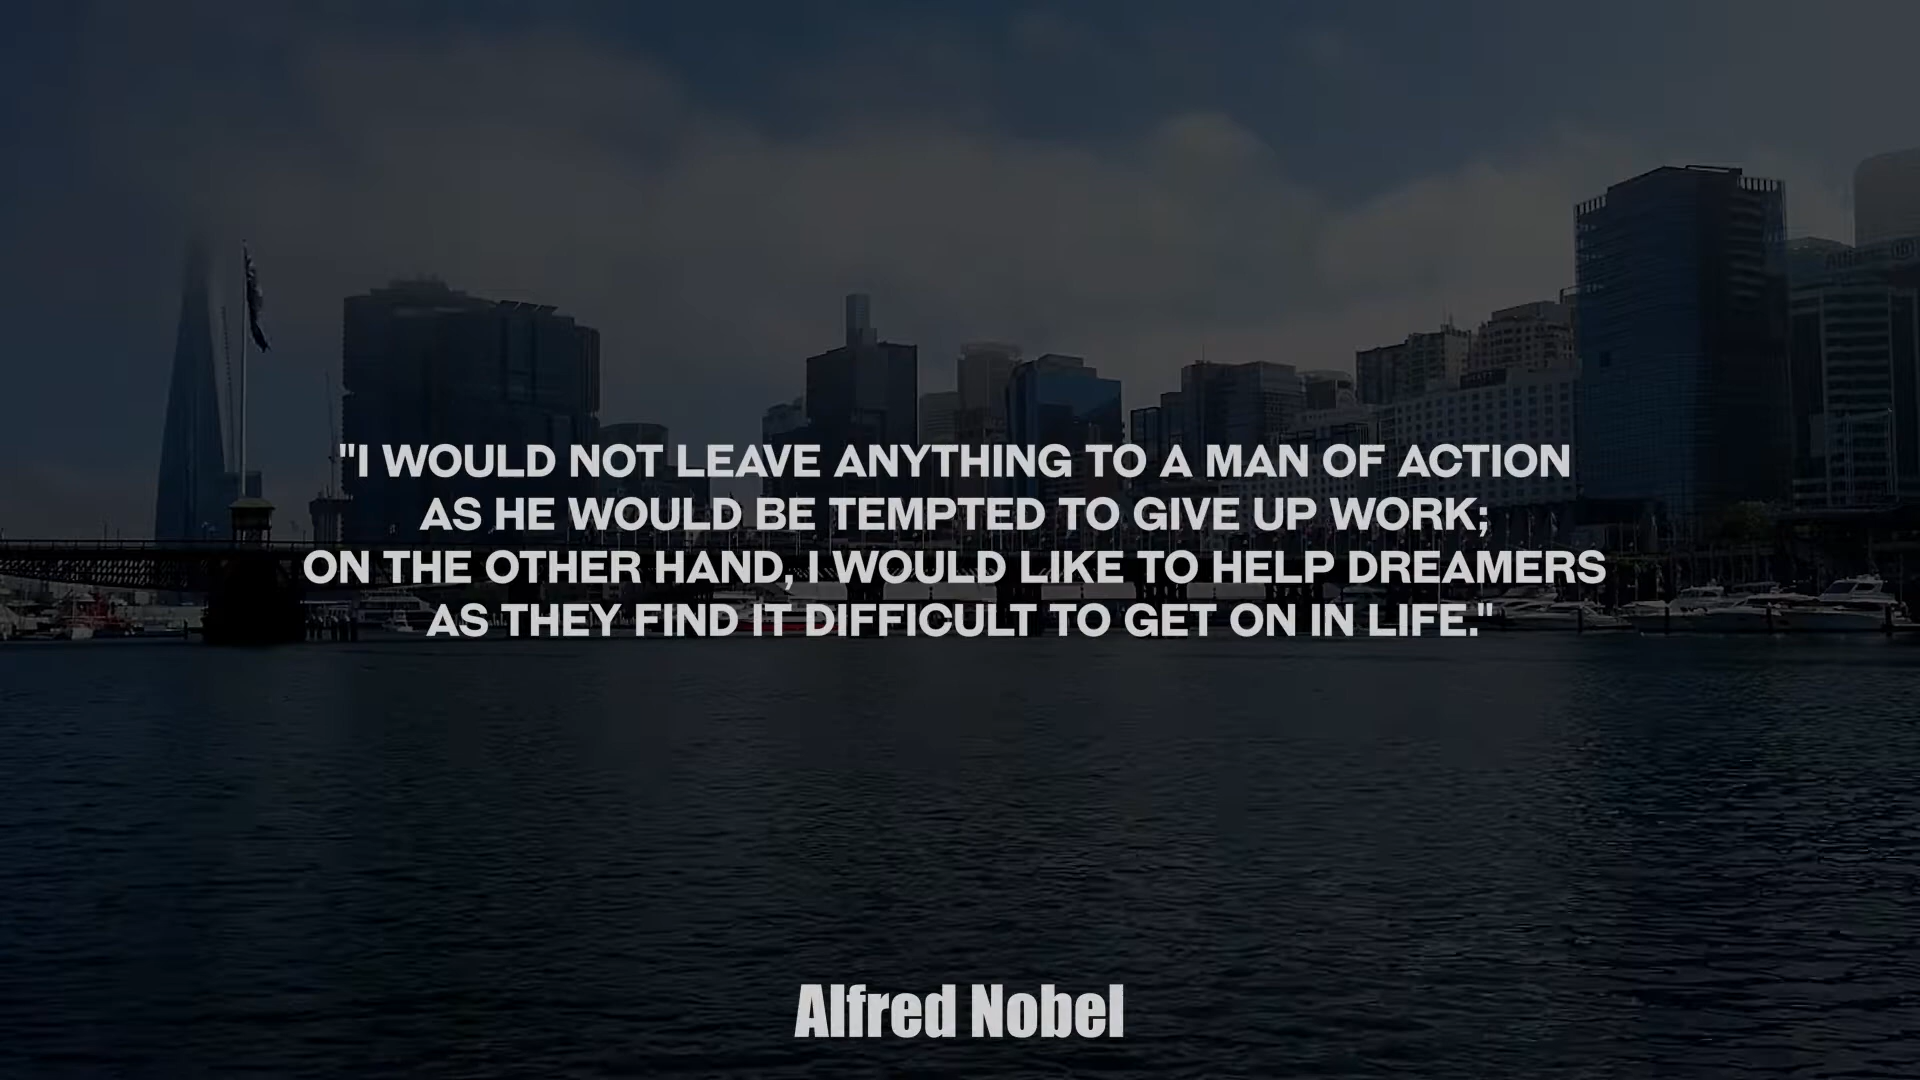 "I WOULD NOT LEAVE ANYTHING TO A MAN OF ACTION
AS HE WOULD BE TEMPTED TO GIVE UP WORK;
ON THE OTHER HAND, I WOULD LIKE TO HELP DREAMERS
AS THEY FIND IT DIFFICULT TO GET ON IN LIFE."
Alfred Nobel